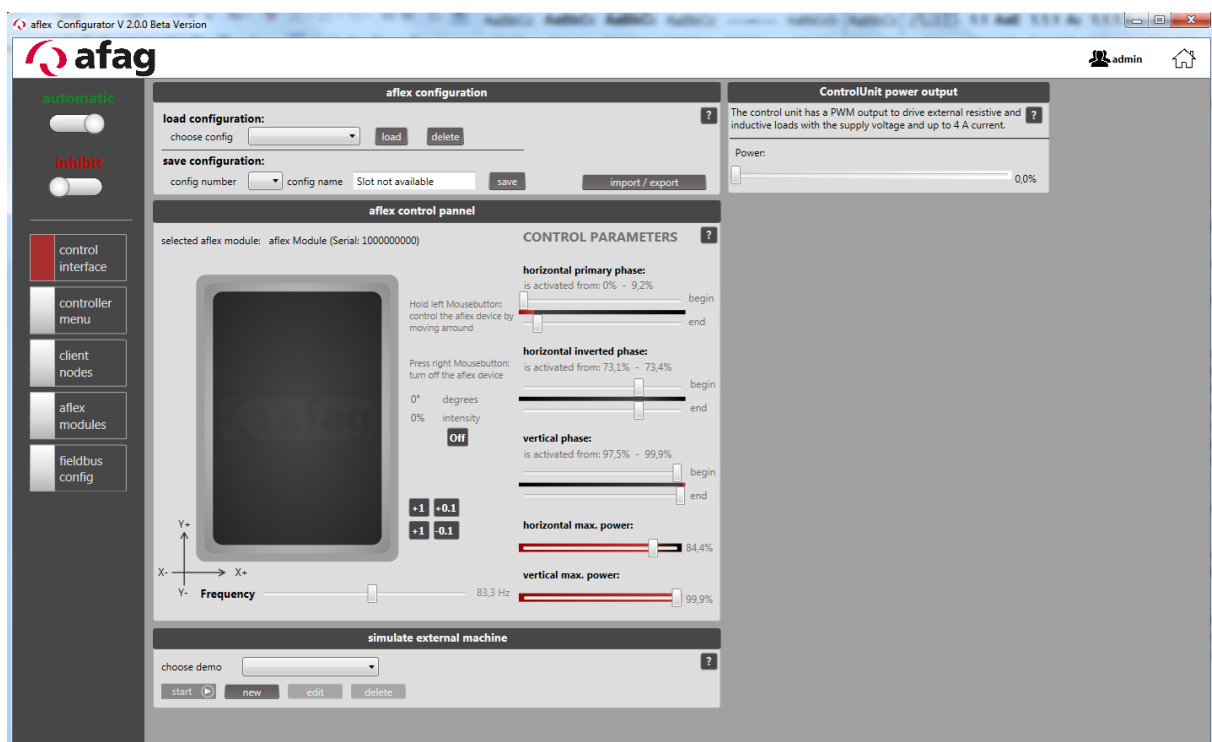 aflex Configurator V 2.0.0 Beta Version
afag
admin
automatic
inhibit
control
interface
controller
menu
client
nodes
aflex
modules
fieldbus
config
aflex configuration
load configuration:
?
choose config
load
delete
save configuration:
config number
config name
Slot not available
save
import / export
ControlUnit power output
The control unit has a PWM output to drive external resistive and
inductive loads with the supply voltage and up to 4 A current.
?
Power:
0,0%
aflex control pannel
selected aflex module: aflex Module (Serial: 1000000000)
afag
Hold left Mousebutton:
control the aflex device by
moving arround
Press right Mousebutton:
turn off the aflex device
0° degrees
0% intensity
Off
+1 +0.1
+1 -0.1
Y+
X- X+
Y-
Frequency
83,3 Hz
CONTROL PARAMETERS
?
horizontal primary phase:
is activated from: 0% - 9,2%
begin
end
horizontal inverted phase:
is activated from: 73,1% - 73,4%
begin
end
vertical phase:
is activated from: 97,5% - 99,9%
begin
end
horizontal max. power:
84,4%
vertical max. power:
99,9%
simulate external machine
choose demo
?
start
new
edit
delete